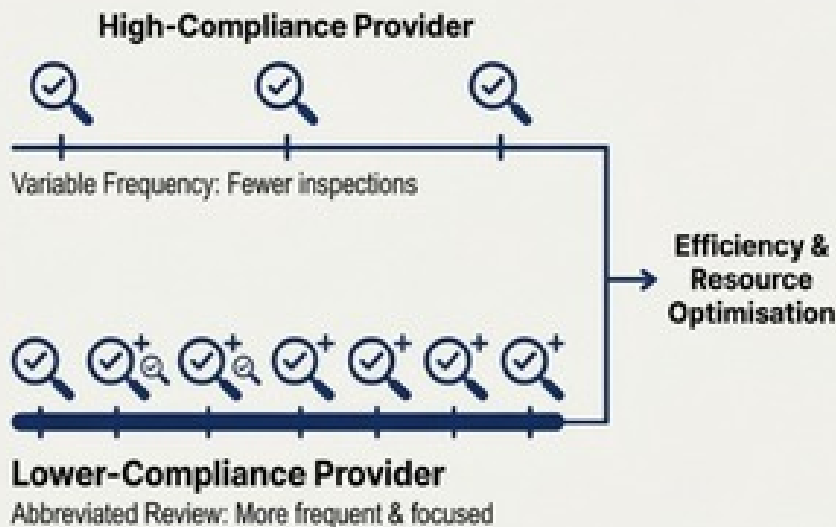 High-Compliance Provider
Variable Frequency: Fewer inspections
Efficiency &
Resource
Optimisation
Lower-Compliance Provider
Abbreviated Review: More frequent & focused